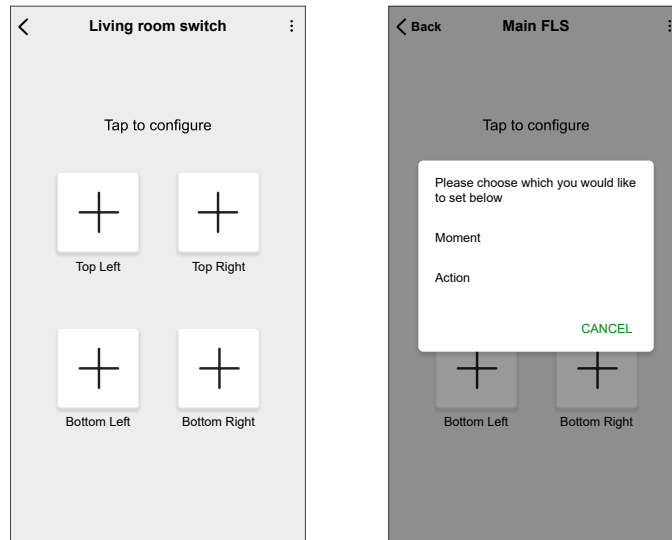 Living room switch
Tap to configure
Top Left
Top Right
Bottom Left
Bottom Right
Back
Main FLS
Tap to configure
Please choose which you would like
to set below
Moment
Action
CANCEL
Bottom Left
Bottom Right